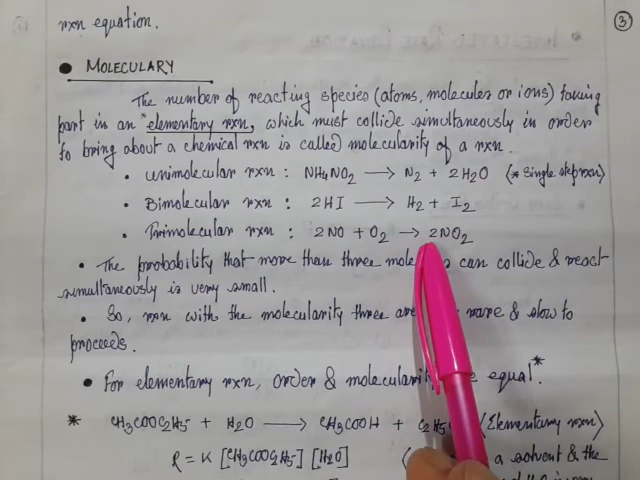 rxn equation.
③
• MOLECULARY
The number of reacting species (atoms, molecules or ions) taking
part in an "elementary rxn, which must collide simultaneously in order
to bring about a chemical rxn is called molecularity of a rxn.
• Unimolecular rxn : NH4NO2 → N2 + 2H2O (* Single step rxn)
• Bimolecular rxn : 2HI → H2 + I2
• Trimolecular rxn : 2NO + O2 → 2NO2
• The probability that more than three mole s can collide & react
simultaneously is very small.
• So, rxn with the molecularity three are rare & slow to
proceeds.
• For elementary rxn, order & molecularit e equal.*
* CH3COOC2H5 + H2O → CH3COOH + C2H5 (Elementary rxn)
R = K [CH3COOC2H5] [H2O] ( a solvent & the